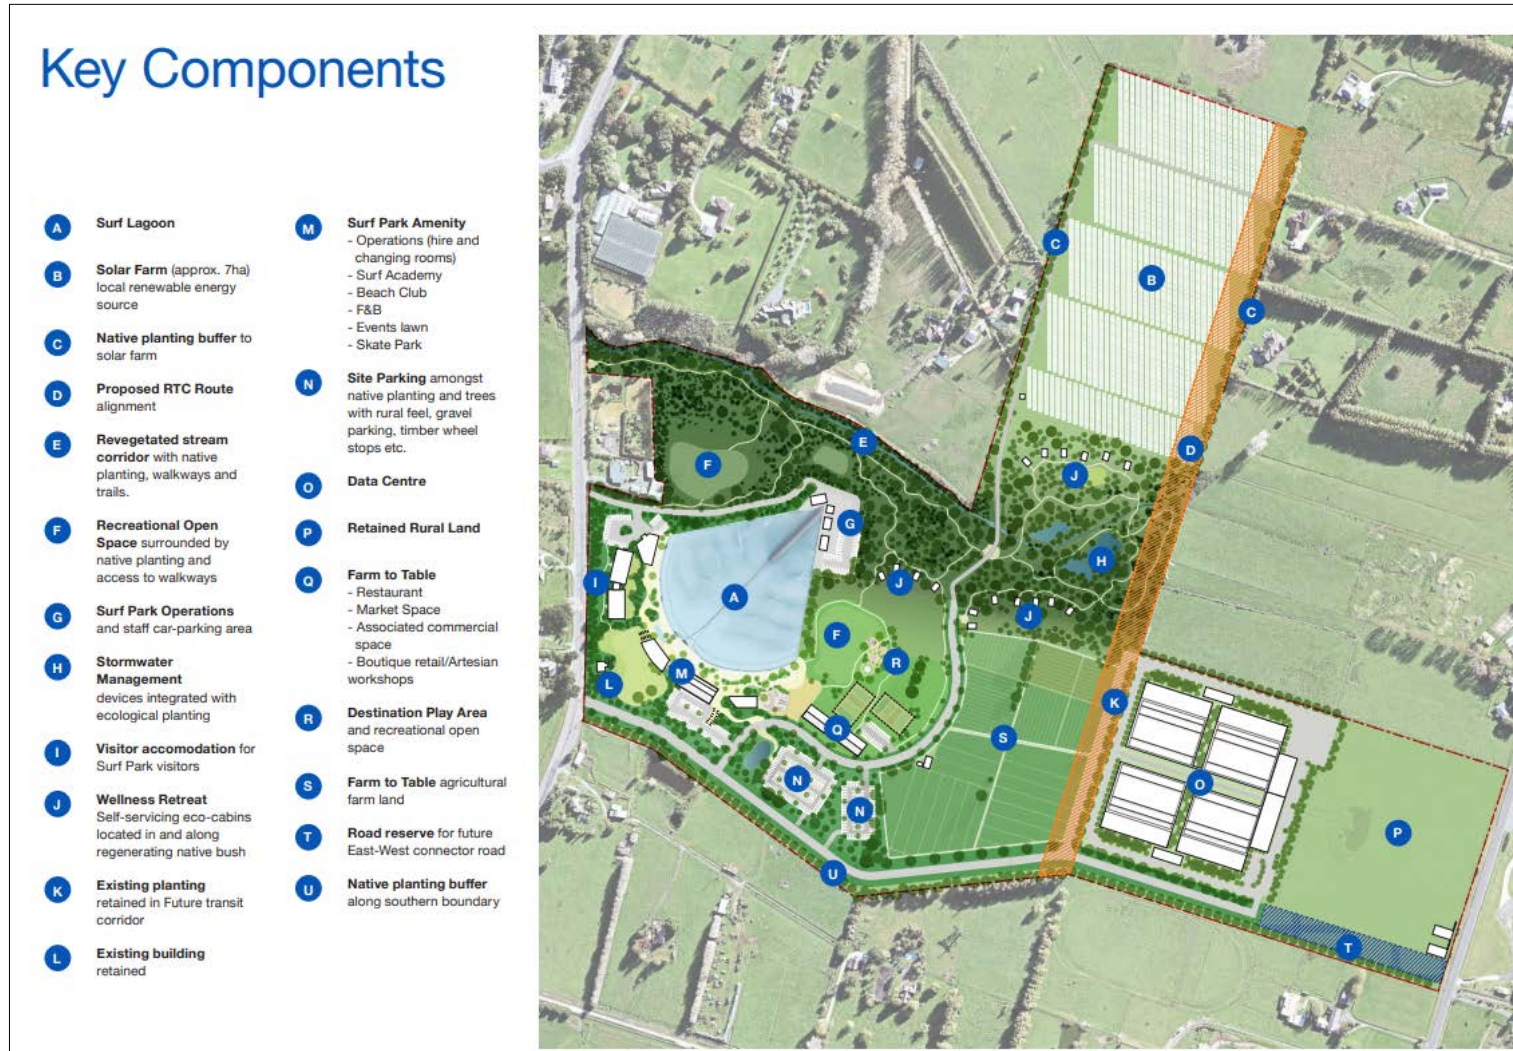 Key Components
A
Surf Lagoon
B
Solar Farm (approx. 7ha)
local renewable energy
source
C
Native planting buffer to
solar farm
D
Proposed RTC Route
alignment
E
Revegetated stream
corridor with native
planting, walkways and
trails.
F
Recreational Open
Space surrounded by
native planting and
access to walkways
G
Surf Park Operations
and staff car-parking area
H
Stormwater
Management
devices integrated with
ecological planting
I
Visitor accomodation for
Surf Park visitors
J
Wellness Retreat
Self-servicing eco-cabins
located in and along
regenerating native bush
K
Existing planting
retained in Future transit
corridor
L
Existing building
retained
M
Surf Park Amenity
- Operations (hire and
changing rooms)
- Surf Academy
- Beach Club
- F&B
- Events lawn
- Skate Park
N
Site Parking amongst
native planting and trees
with rural feel, gravel
parking, timber wheel
stops etc.
O
Data Centre
P
Retained Rural Land
Q
Farm to Table
- Restaurant
- Market Space
- Associated commercial
space
- Boutique retail/Artesian
workshops
R
Destination Play Area
and recreational open
space
S
Farm to Table agricultural
farm land
T
Road reserve for future
East-West connector road
U
Native planting buffer
along southern boundary
C
B
C
E
D
F
J
G
H
I
J
A
J
F
R
M
L
K
Q
S
N
O
N
P
U
T